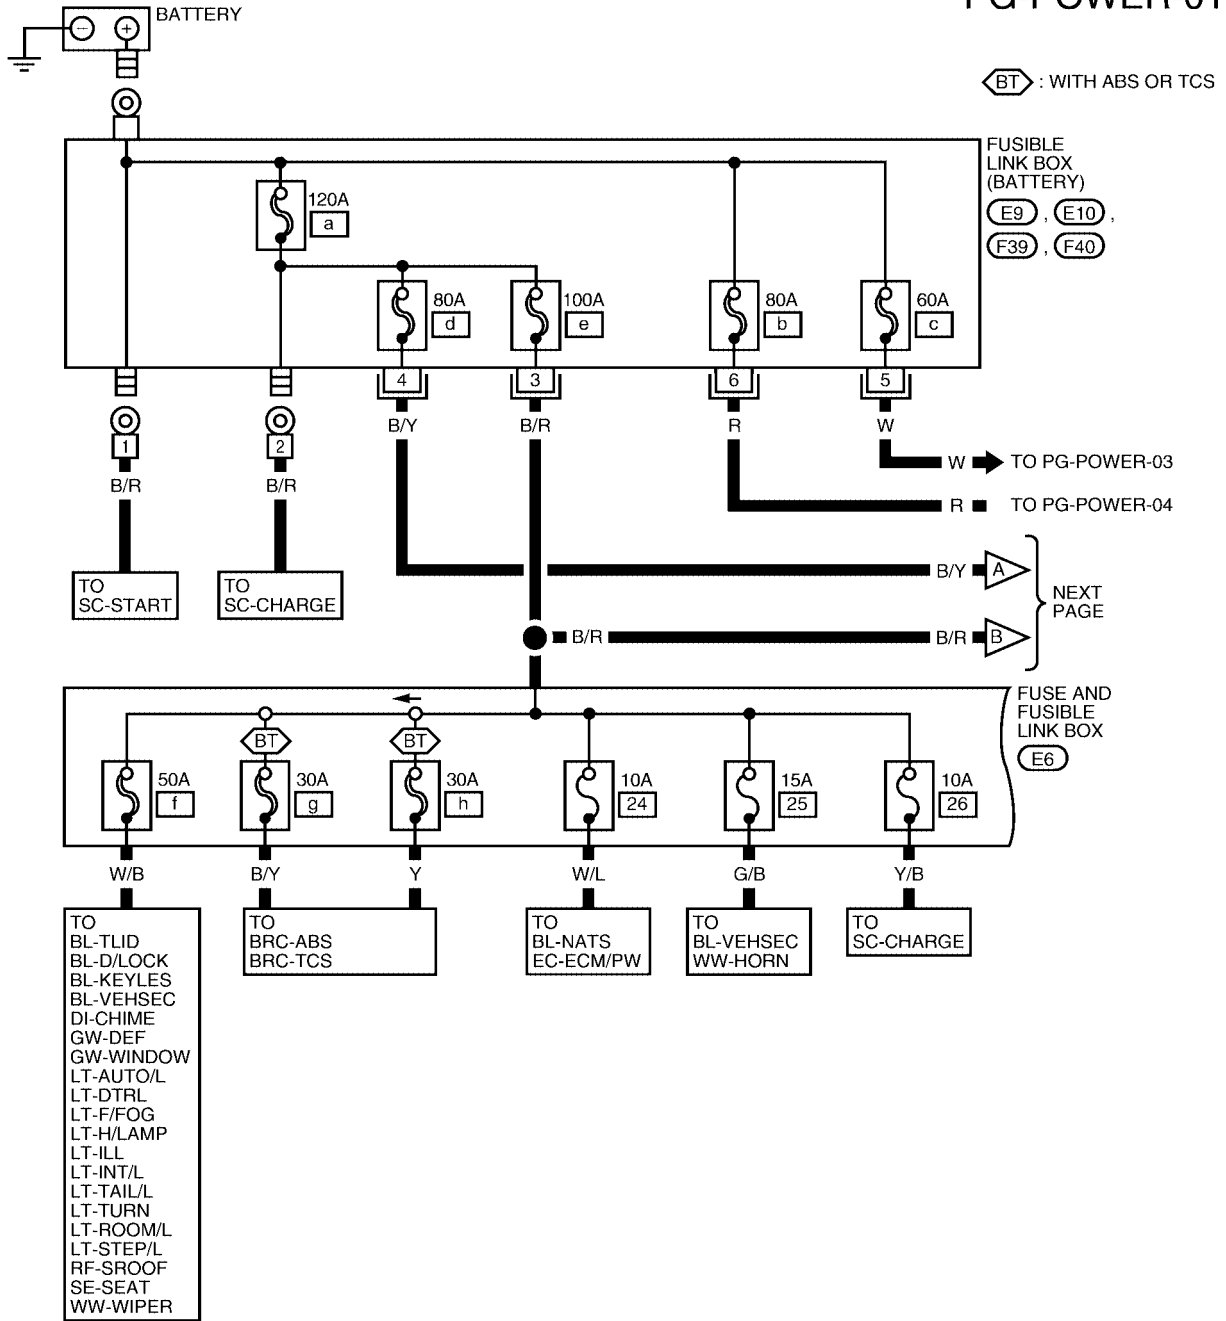 BATTERY
BT : WITH ABS OR TCS
FUSIBLE
LINK BOX
(BATTERY)
E9 , E10 ,
F39 , F40
120A
a
80A
d
100A
e
80A
b
60A
c
4
3
6
5
B/Y
B/R
R
W
1
2
B/R
B/R
W TO PG-POWER-03
R TO PG-POWER-04
TO
SC-START
TO
SC-CHARGE
B/Y A
B/R B/R B
NEXT
PAGE
FUSE AND
FUSIBLE
LINK BOX
E6
BT
BT
50A
f
30A
g
30A
h
10A
24
15A
25
10A
26
W/B
B/Y
Y
W/L
G/B
Y/B
TO
BL-TLID
BL-D/LOCK
BL-KEYLES
BL-VEHSEC
DI-CHIME
GW-DEF
GW-WINDOW
LT-AUTO/L
LT-DTRL
LT-F/FOG
LT-H/LAMP
LT-ILL
LT-INT/L
LT-TAIL/L
LT-TURN
LT-ROOM/L
LT-STEP/L
RF-SROOF
SE-SEAT
WW-WIPER
TO
BRC-ABS
BRC-TCS
TO
BL-NATS
EC-ECM/PW
TO
BL-VEHSEC
WW-HORN
TO
SC-CHARGE